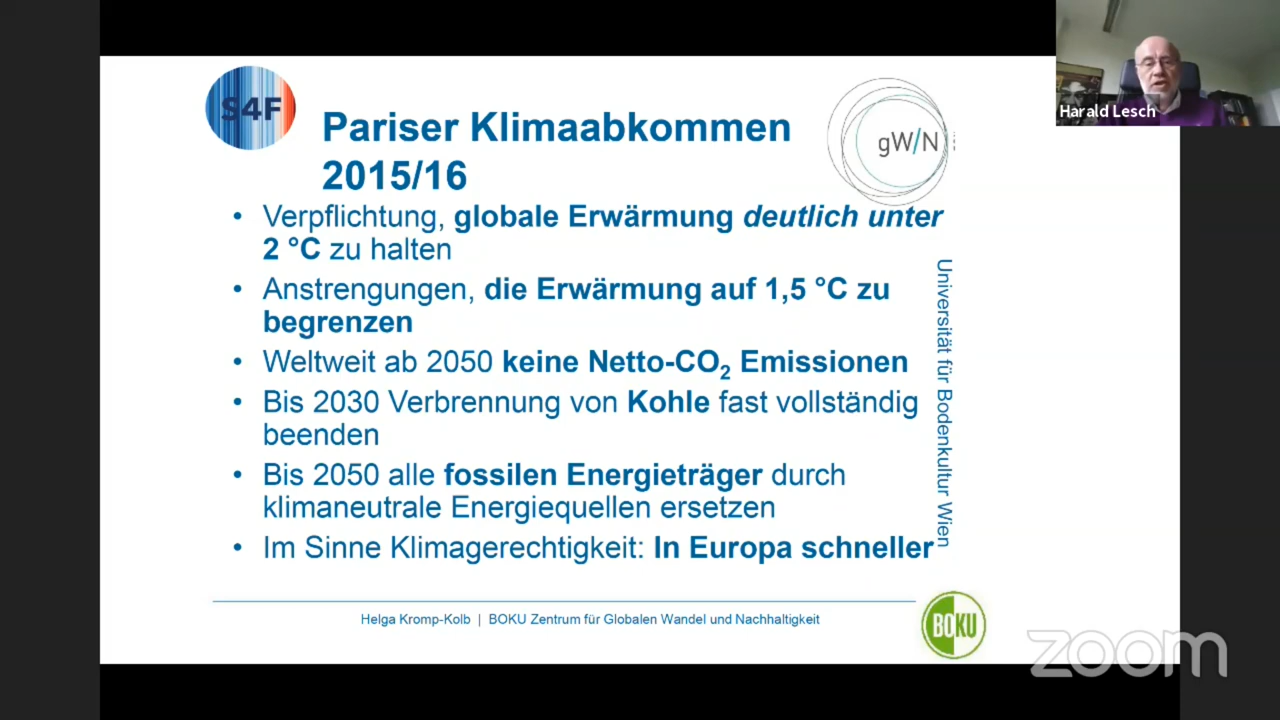 S4F
Pariser Klimaabkommen
2015/16
gW/N
Harald Lesch
• Verpflichtung, globale Erwärmung deutlich unter
2 °C zu halten
• Anstrengungen, die Erwärmung auf 1,5 °C zu
begrenzen
• Weltweit ab 2050 keine Netto-CO₂ Emissionen
• Bis 2030 Verbrennung von Kohle fast vollständig
beenden
• Bis 2050 alle fossilen Energieträger durch
klimaneutrale Energiequellen ersetzen
• Im Sinne Klimagerechtigkeit: In Europa schneller
Universität für Bodenkultur Wien
Helga Kromp-Kolb | BOKU Zentrum für Globalen Wandel und Nachhaltigkeit
BOKU
zoom